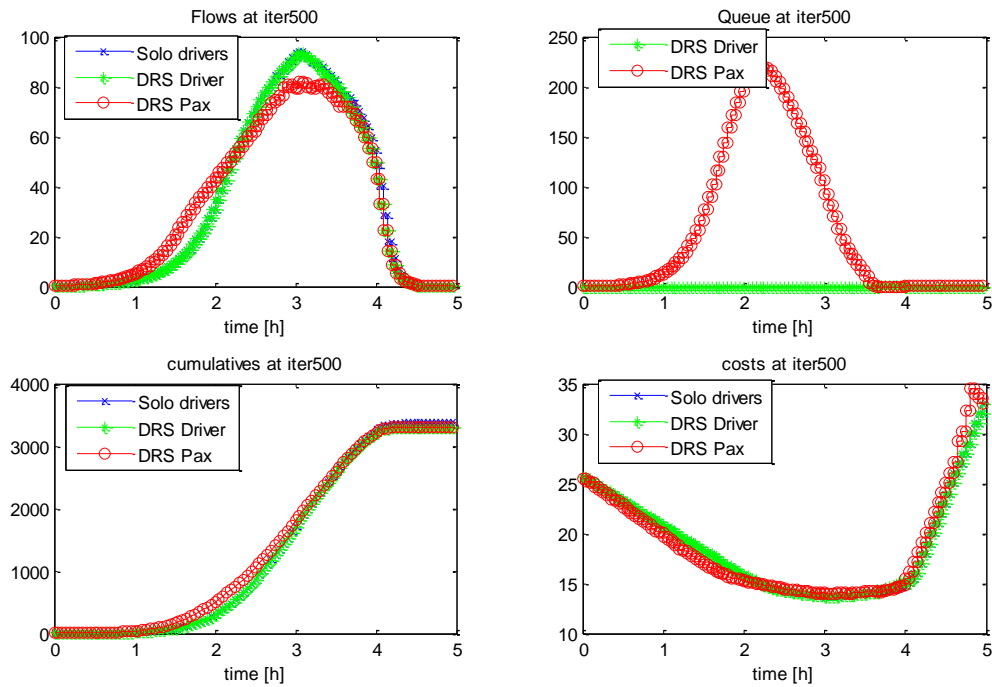 Flows at iter500
100
80
60
40
20
0
0 1 2 3 4 5
time [h]
Solo drivers
DRS Driver
DRS Pax
Queue at iter500
250
200
150
100
50
0
0 1 2 3 4 5
time [h]
DRS Driver
DRS Pax
cumulatives at iter500
4000
3000
2000
1000
0
0 1 2 3 4 5
time [h]
Solo drivers
DRS Driver
DRS Pax
costs at iter500
35
30
25
20
15
10
0 1 2 3 4 5
time [h]
Solo drivers
DRS Driver
DRS Pax